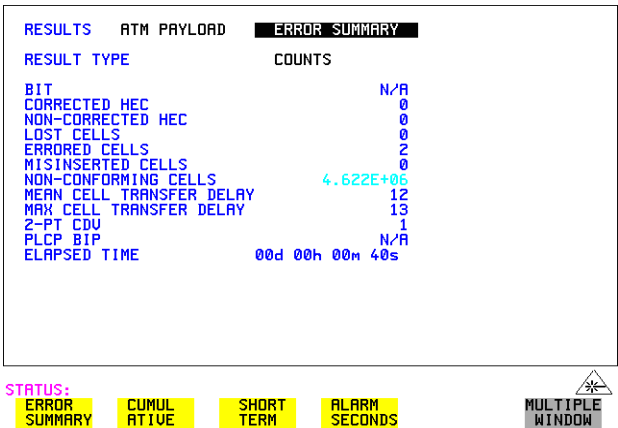 RESULTS ATM PAYLOAD ERROR SUMMARY
RESULT TYPE COUNTS
BIT N/A
CORRECTED HEC 0
NON-CORRECTED HEC 0
LOST CELLS 0
ERRORED CELLS 2
MISINSERTED CELLS 0
NON-CONFORMING CELLS 4.622E+06
MEAN CELL TRANSFER DELAY 12
MAX CELL TRANSFER DELAY 13
2-PT CDV 1
PLCP BIP N/A
ELAPSED TIME 00d 00h 00m 40s
STATUS:
ERROR CUMUL SHORT ALARM MULTIPLE
SUMMARY ATIVE TERM SECONDS WINDOW